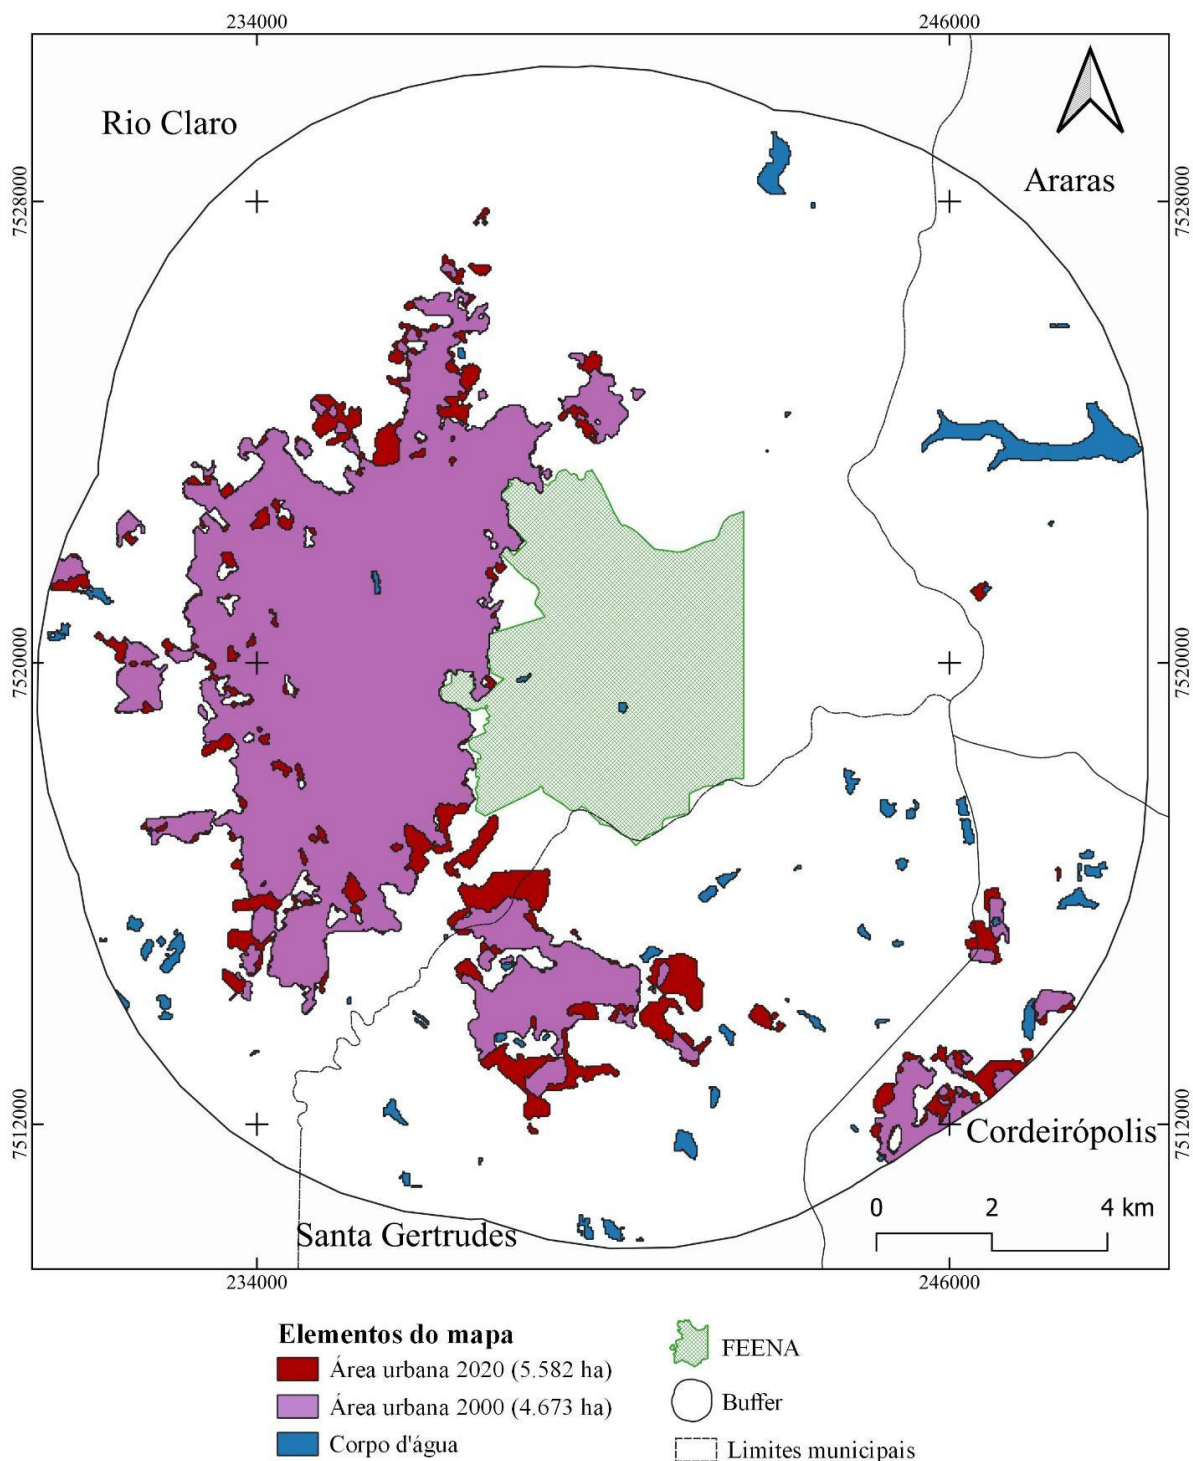 234000
246000
Rio Claro
Araras
7528000
7528000
7520000
7520000
7512000
7512000
Cordeirópolis
0 2 4 km
Santa Gertrudes
234000
246000
Elementos do mapa
Área urbana 2020 (5.582 ha)
Área urbana 2000 (4.673 ha)
Corpo d'água
FEENA
Buffer
Limites municipais